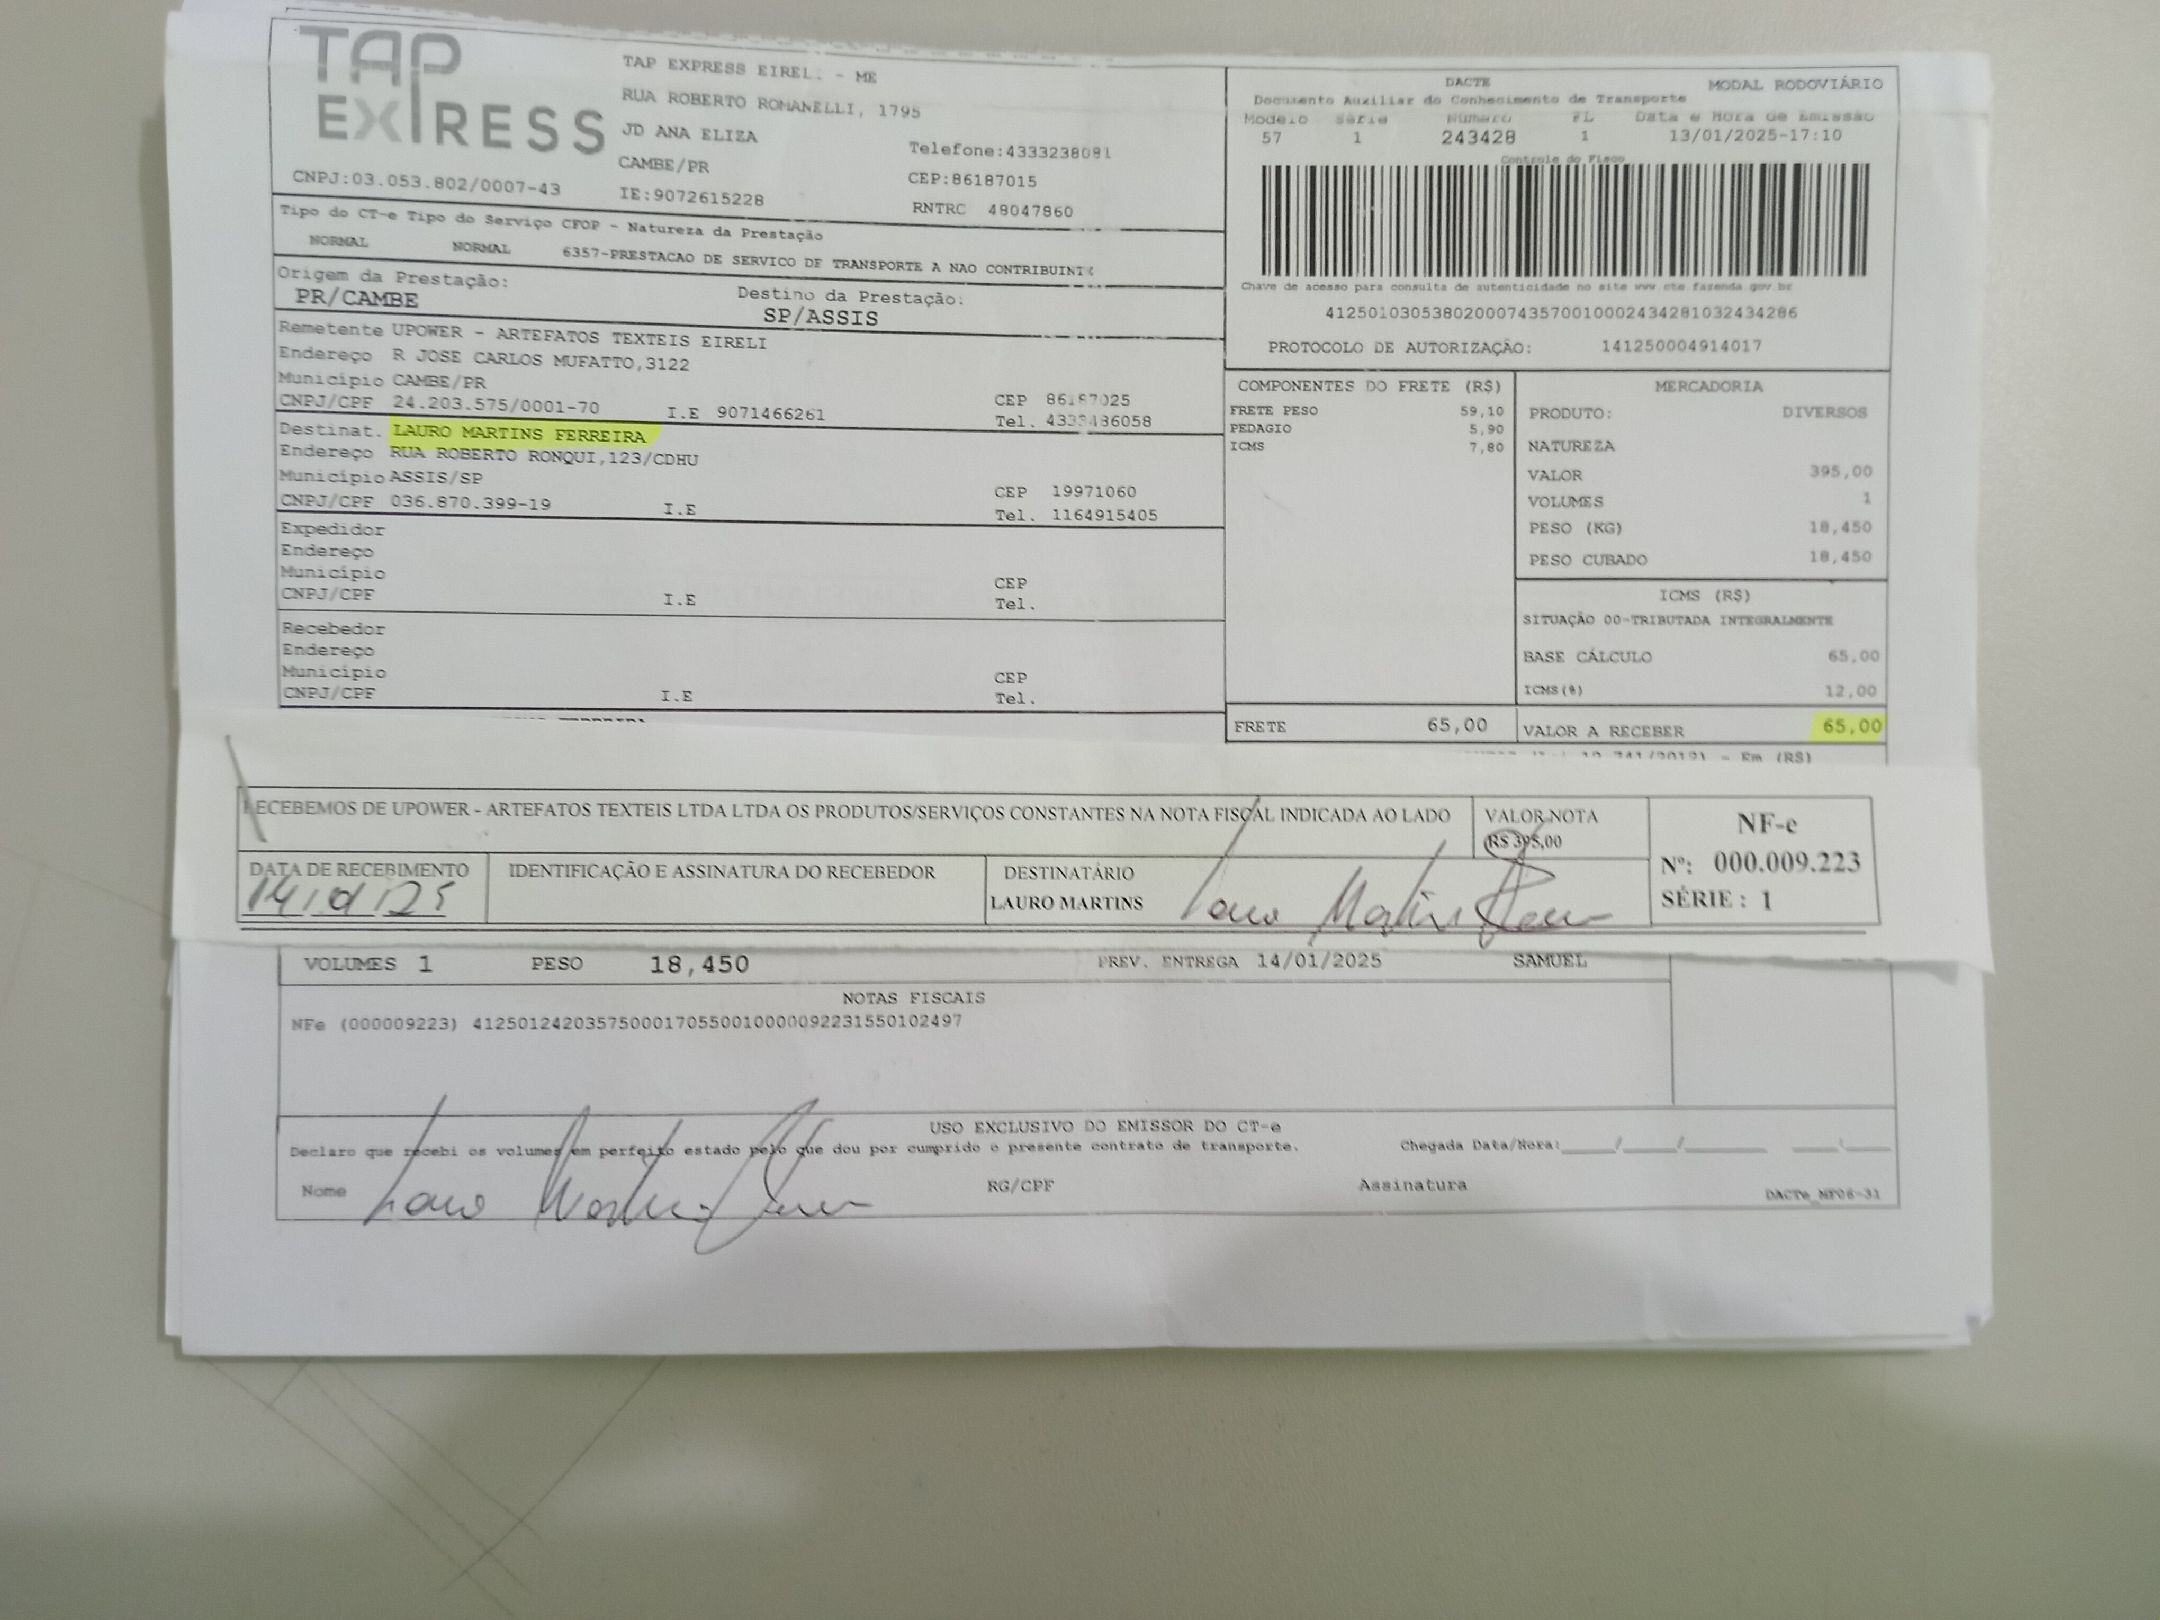 TAP
EXPRESS
TAP EXPRESS EIREL. - ME
RUA ROBERTO ROMANELLI, 1795
JD ANA ELIZA
Telefone:4333238081
CAMBE/PR
CEP:86187015
CNPJ:03.053.802/0007-43
IE:9072615228
RNTRC 48047860
DACTE MODAL RODOVIÁRIO
Documento Auxiliar do Conhecimento de Transporte
Modelo Série Número FL Data e Hora de Emissão
57 1 243428 1 13/01/2025-17:10
Controle do Fisco
Chave de acesso para consulta de autenticidade no site www.cte.fazenda.gov.br
41250103053802000743570010002434281032434286
PROTOCOLO DE AUTORIZAÇÃO: 141250004914017
Tipo do CT-e Tipo do Serviço CFOP - Natureza da Prestação
NORMAL NORMAL 6357-PRESTACAO DE SERVICO DE TRANSPORTE A NAO CONTRIBUINT
Origem da Prestação: Destino da Prestação:
PR/CAMBE SP/ASSIS
Remetente UPOWER - ARTEFATOS TEXTEIS EIRELI
Endereço R JOSE CARLOS MUFATTO,3122
Município CAMBE/PR CEP 86187025
CNPJ/CPF 24.203.575/0001-70 I.E 9071466261 Tel.
Destinat. LAURO MARTINS FERREIRA
Endereço RUA ROBERTO RONQUI,123/CDHU
Município ASSIS/SP CEP 19971060
CNPJ/CPF 036.870.399-19 I.E Tel. 1164915405
Expedidor
Endereço
Município CEP
CNPJ/CPF I.E Tel.
Recebedor
Endereço
Município CEP
CNPJ/CPF I.E Tel.
COMPONENTES DO FRETE (R$)
FRETE PESO 59,10
PEDAGIO 5,90
ICMS 7,80
MERCADORIA
PRODUTO: DIVERSOS
NATUREZA
VALOR 395,00
VOLUMES 1
PESO (KG) 18,450
PESO CUBADO 18,450
ICMS (R$)
SITUAÇÃO 00-TRIBUTADA INTEGRALMENTE
BASE CÁLCULO 65,00
ICMS(%) 12,00
FRETE 65,00 VALOR A RECEBER 65,00
- Em (R$)
RECEBEMOS DE UPOWER - ARTEFATOS TEXTEIS LTDA LTDA OS PRODUTOS/SERVIÇOS CONSTANTES NA NOTA FISCAL INDICADA AO LADO
VALOR NOTA
R$ 395,00
NF-e
Nº: 000.009.223
SÉRIE : 1
DATA DE RECEBIMENTO
14/01/25
IDENTIFICAÇÃO E ASSINATURA DO RECEBEDOR
DESTINATÁRIO
LAURO MARTINS
Lauro Martins Ferreira
VOLUMES 1 PESO 18,450 PREV. ENTREGA 14/01/2025 SAMUEL
NOTAS FISCAIS
NFe (000009223) 41250124203575000170550010000092231550102497
USO EXCLUSIVO DO EMISSOR DO CT-e
Declaro que recebi os volumes em perfeito estado pelo que dou por cumprido o presente contrato de transporte. Chegada Data/Hora:
Nome Lauro Martins Ferreira RG/CPF Assinatura
DACTe_MF06-31